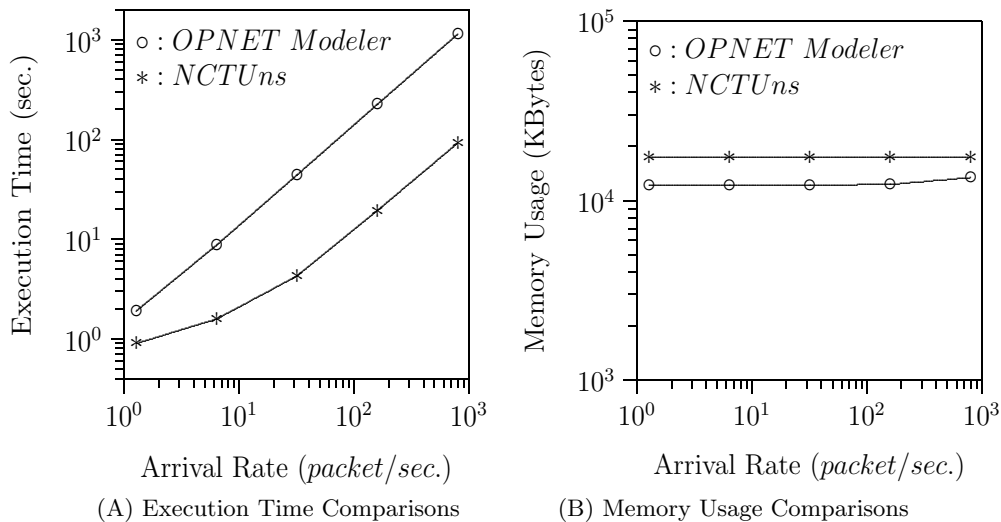 10^3
10^2
10^1
10^0
Execution Time (sec.)
○ : OPNET Modeler
* : NCTUns
10^0 10^1 10^2 10^3
Arrival Rate (packet/sec.)
(A) Execution Time Comparisons
10^5
10^4
10^3
Memory Usage (KBytes)
○ : OPNET Modeler
* : NCTUns
10^0 10^1 10^2 10^3
Arrival Rate (packet/sec.)
(B) Memory Usage Comparisons